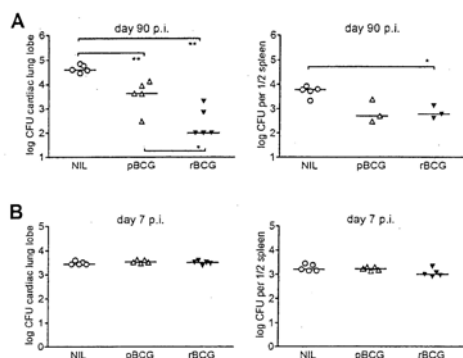 A
day 90 p.i.
day 90 p.i.
log CFU cardiac lung lobe
6
5
4
3
2
1
**
**
*
NIL
pBCG
rBCG
log CFU per 1/2 spleen
6
5
4
3
2
1
*
NIL
pBCG
rBCG
B
day 7 p.i.
day 7 p.i.
log CFU cardiac lung lobe
5
4
3
2
1
0
NIL
pBCG
rBCG
log CFU per 1/2 spleen
5
4
3
2
1
0
NIL
pBCG
rBCG